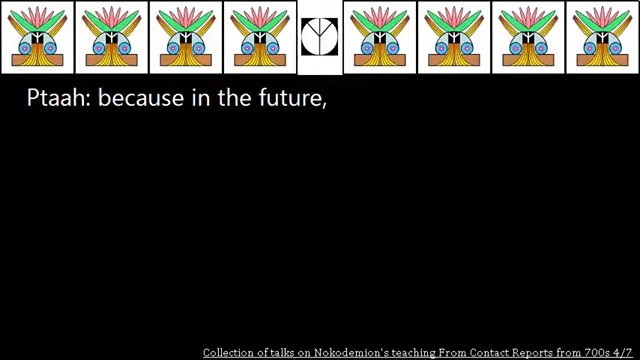 Ptaah: because in the future,
Collection of talks on Nokodemion's teaching From Contact Reports from 700s 4/7